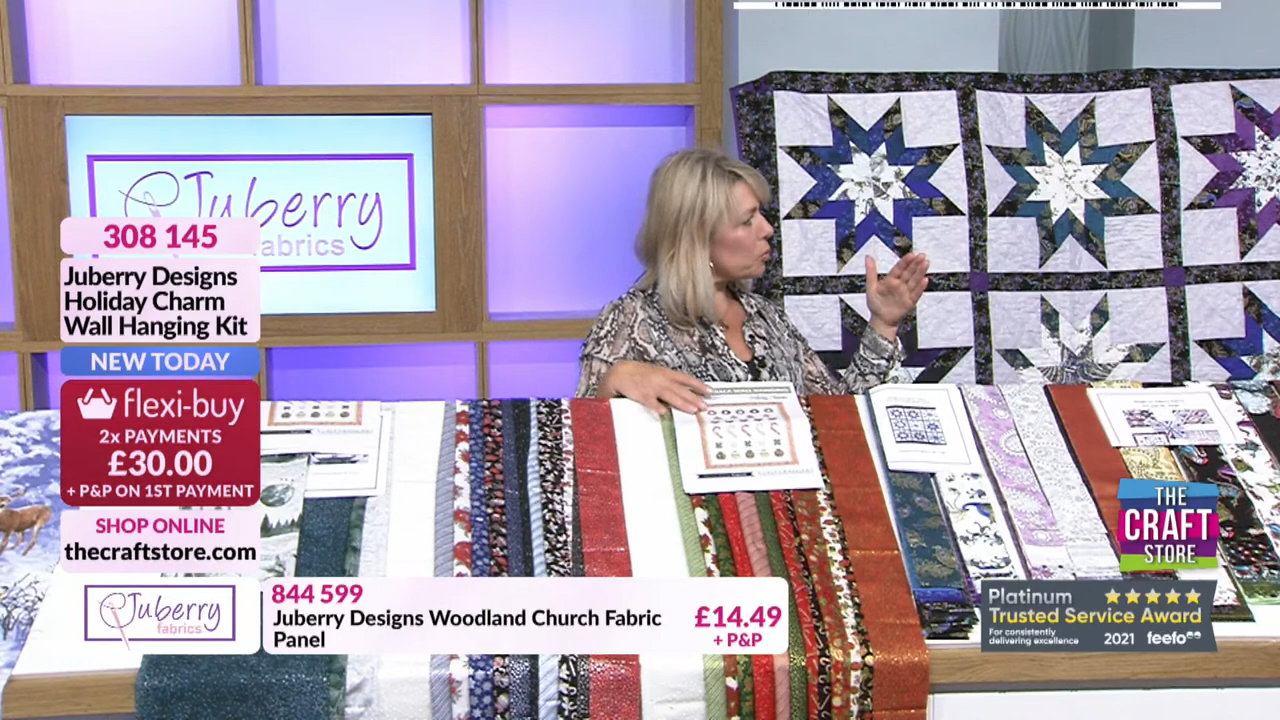 Juberry
fabrics
308 145
Juberry Designs
Holiday Charm
Wall Hanging Kit
NEW TODAY
flexi-buy
2x PAYMENTS
£30.00
+ P&P ON 1ST PAYMENT
SHOP ONLINE
thecraftstore.com
Juberry
fabrics
844 599
Juberry Designs Woodland Church Fabric
Panel
£14.49
+ P&P
THE
CRAFT
STORE
Platinum
Trusted Service Award
For consistently
delivering excellence
2021 feefo